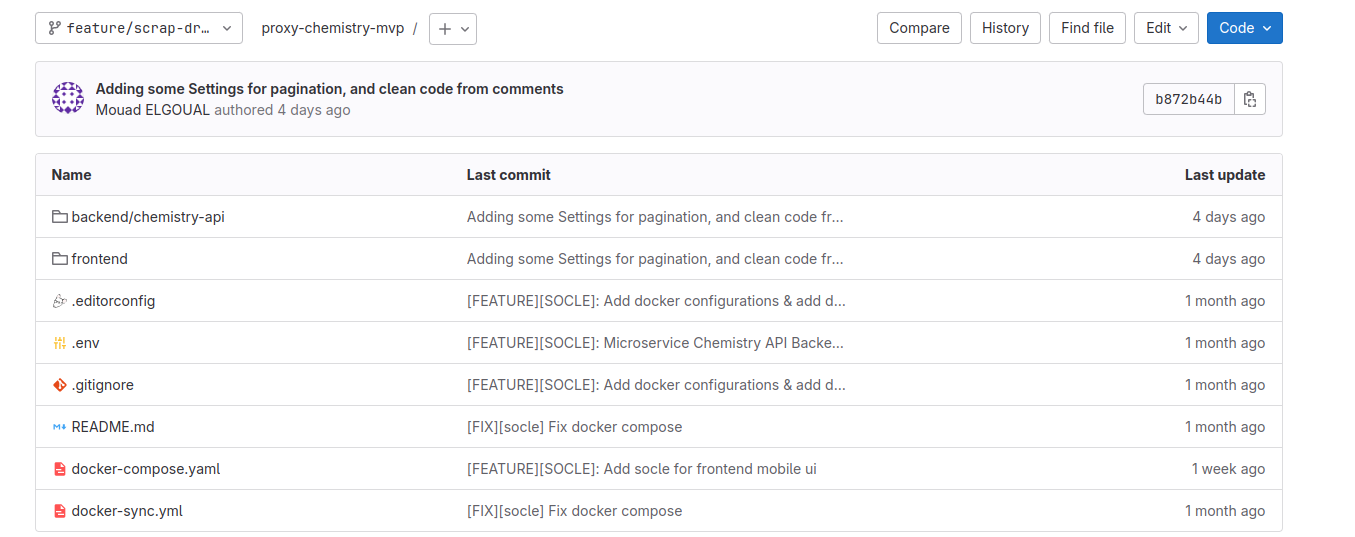 feature/scrap-dr… proxy-chemistry-mvp / + Compare History Find file Edit Code
Adding some Settings for pagination, and clean code from comments
Mouad ELGOUAL authored 4 days ago
b872b44b
Name Last commit Last update
backend/chemistry-api Adding some Settings for pagination, and clean code fr… 4 days ago
frontend Adding some Settings for pagination, and clean code fr… 4 days ago
.editorconfig [FEATURE][SOCLE]: Add docker configurations & add d… 1 month ago
.env [FEATURE][SOCLE]: Microservice Chemistry API Backe… 1 month ago
.gitignore [FEATURE][SOCLE]: Add docker configurations & add d… 1 month ago
README.md [FIX][socle] Fix docker compose 1 month ago
docker-compose.yaml [FEATURE][SOCLE]: Add socle for frontend mobile ui 1 week ago
docker-sync.yml [FIX][socle] Fix docker compose 1 month ago